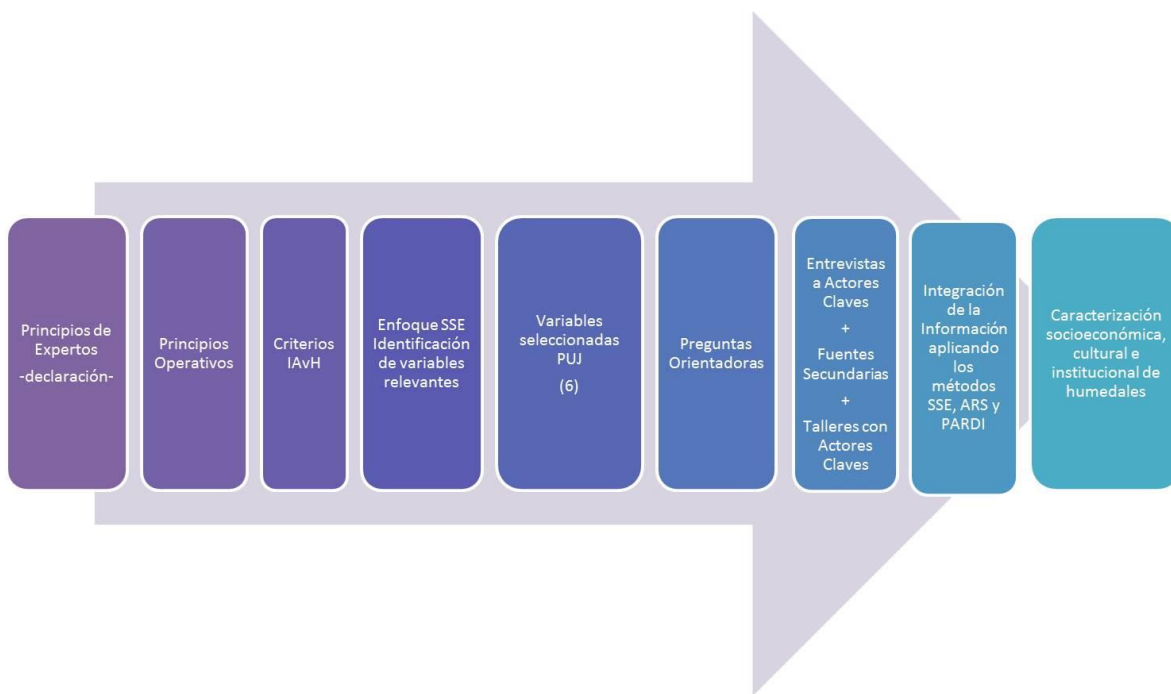 Principios de
Expertos
-declaración-
Principios
Operativos
Criterios
IAvH
Enfoque SSE
Identificación
de variables
relevantes
Variables
seleccionadas
PUJ
(6)
Preguntas
Orientadoras
Entrevistas
a Actores
Claves
+
Fuentes
Secundarias
+
Talleres con
Actores
Claves
Integración
de la
Información
aplicando
los
métodos
SSE, ARS y
PARDI
Caracterización
socioeconómica,
cultural e
institucional de
humedales